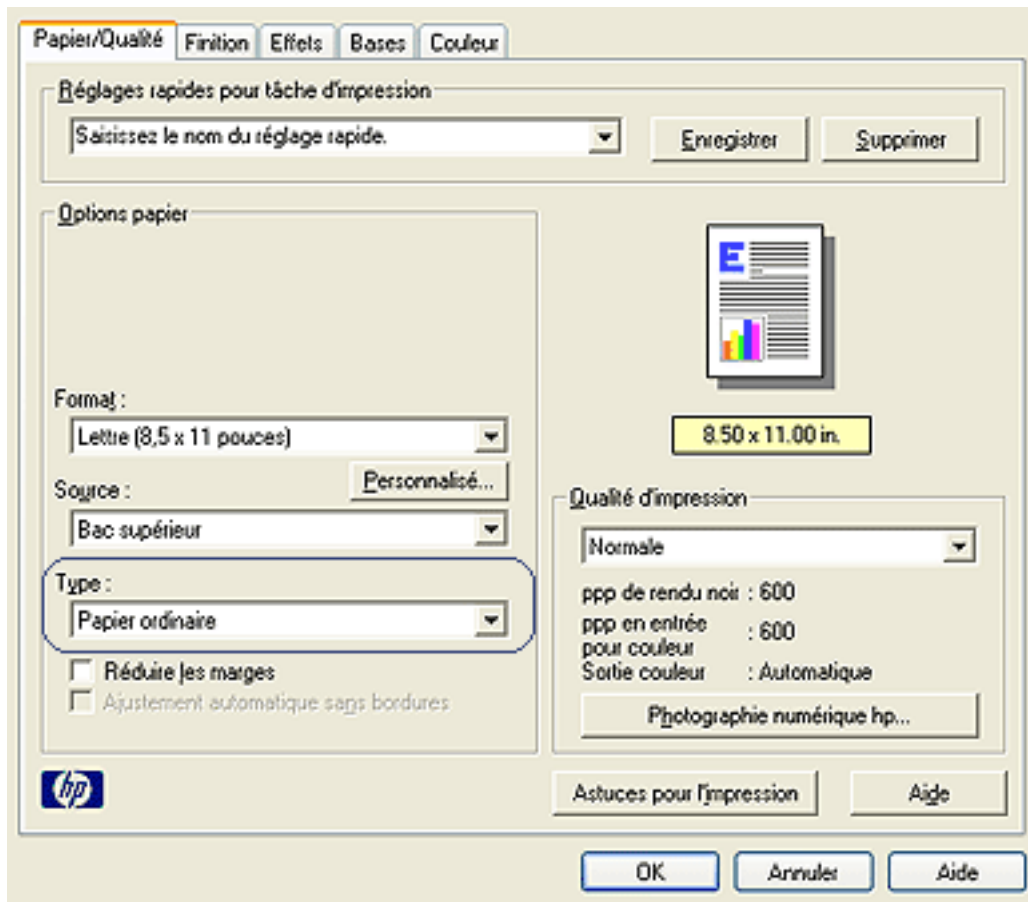 Papier/Qualité Finition Effets Bases Couleur
Réglages rapides pour tâche d'impression
Saisissez le nom du réglage rapide. Enregistrer Supprimer
Options papier
E
Format :
Lettre (8,5 x 11 pouces)
8.50 x 11.00 in.
Personnalisé...
Source :
Bac supérieur
Type :
Papier ordinaire
Réduire les marges
Ajustement automatique sans bordures
Qualité d'impression
Normale
ppp de rendu noir : 600
ppp en entrée
pour couleur : 600
Sortie couleur : Automatique
Photographie numérique hp...
hp
Astuces pour l'impression Aide
OK Annuler Aide